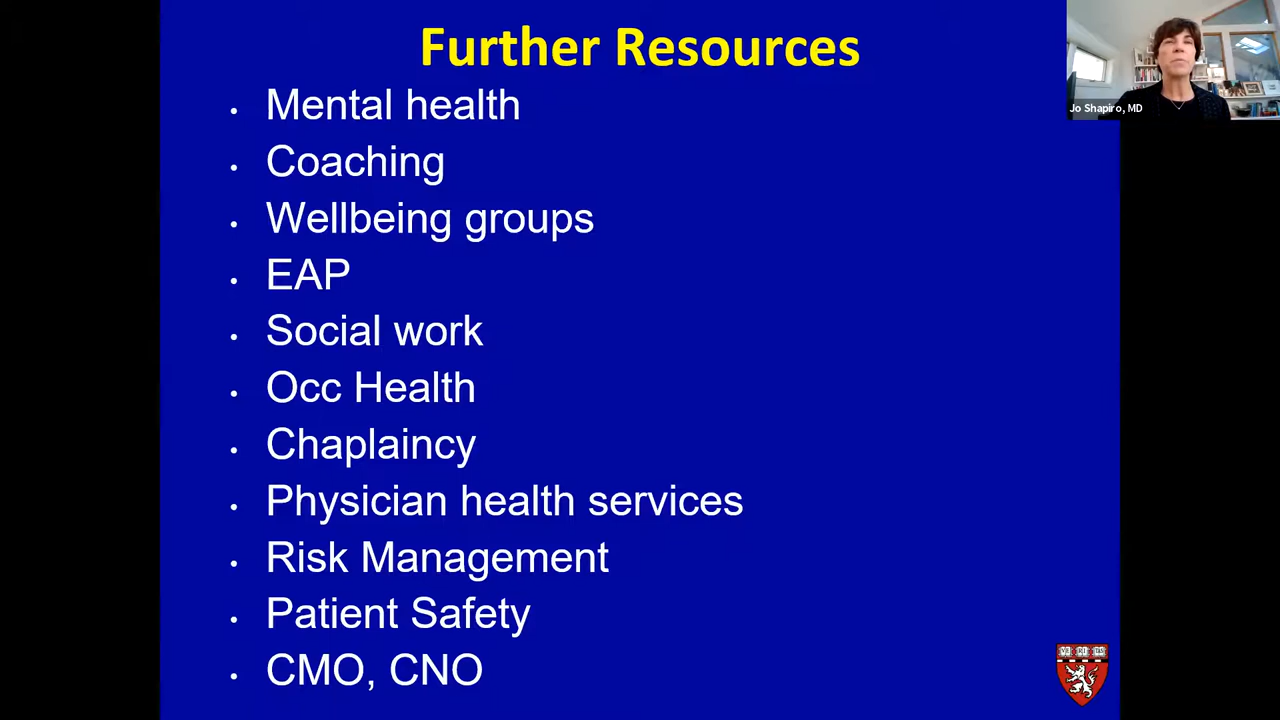 Further Resources
• Mental health
• Coaching
• Wellbeing groups
• EAP
• Social work
• Occ Health
• Chaplaincy
• Physician health services
• Risk Management
• Patient Safety
• CMO, CNO
Jo Shapiro, MD